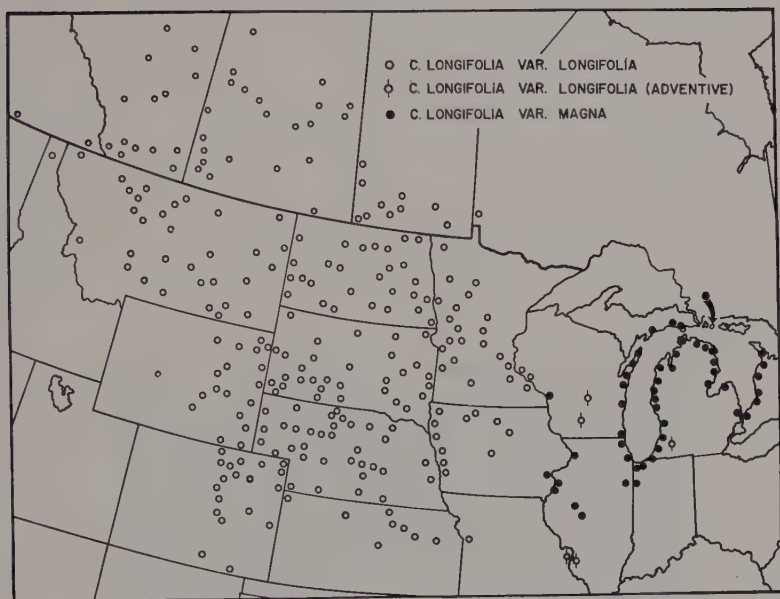 ○ C. LONGIFOLIA VAR. LONGIFOLIA
⌽ C. LONGIFOLIA VAR. LONGIFOLIA (ADVENTIVE)
● C. LONGIFOLIA VAR. MAGNA